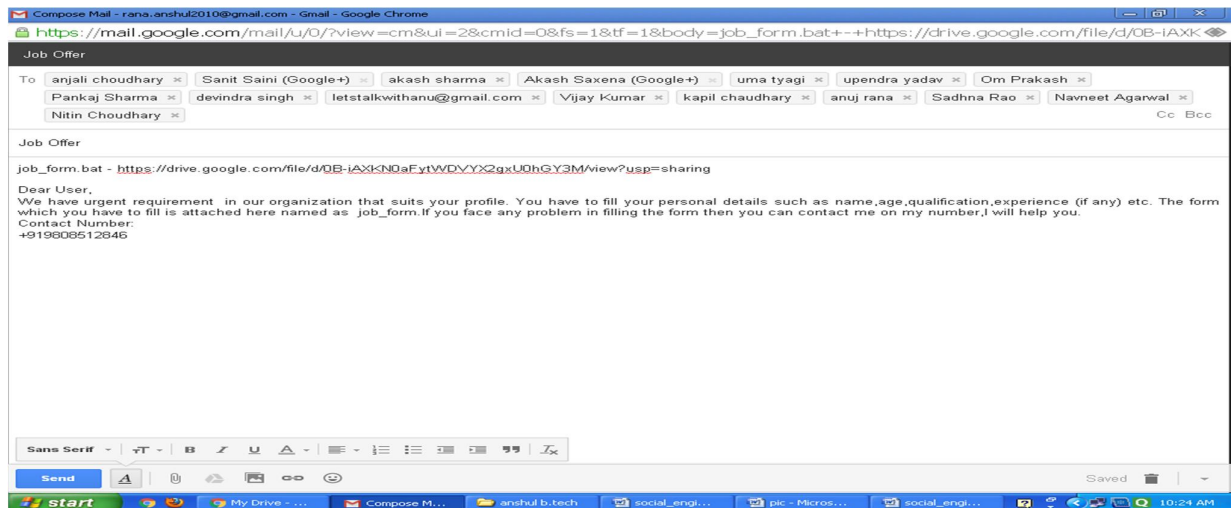 Compose Mail - rana.anshul2010@gmail.com - Gmail - Google Chrome
https://mail.google.com/mail/u/0/?view=cm&ui=2&cmid=0&fs=1&tf=1&body=job_form.bat+-+https://drive.google.com/file/d/0B-iAXK
Job Offer
To anjali choudhary × Sanit Saini (Google+) × akash sharma × Akash Saxena (Google+) × uma tyagi × upendra yadav × Om Prakash ×
Pankaj Sharma × devindra singh × letstalkwithanu@gmail.com × Vijay Kumar × kapil chaudhary × anuj rana × Sadhna Rao × Navneet Agarwal ×
Nitin Choudhary × Cc Bcc
Job Offer
job_form.bat - https://drive.google.com/file/d/0B-iAXKN0aFytWDVYX2gxU0hGY3M/view?usp=sharing
Dear User,
We have urgent requirement in our organization that suits your profile. You have to fill your personal details such as name,age,qualification,experience (if any) etc. The form
which you have to fill is attached here named as job_form.If you face any problem in filling the form then you can contact me on my number,I will help you.
Contact Number:
+919808512846
Sans Serif B I U A
Send A Saved
start My Drive - ... Compose M... anshul b.tech social_engi... pic - Micros... social_engi... 10:24 AM